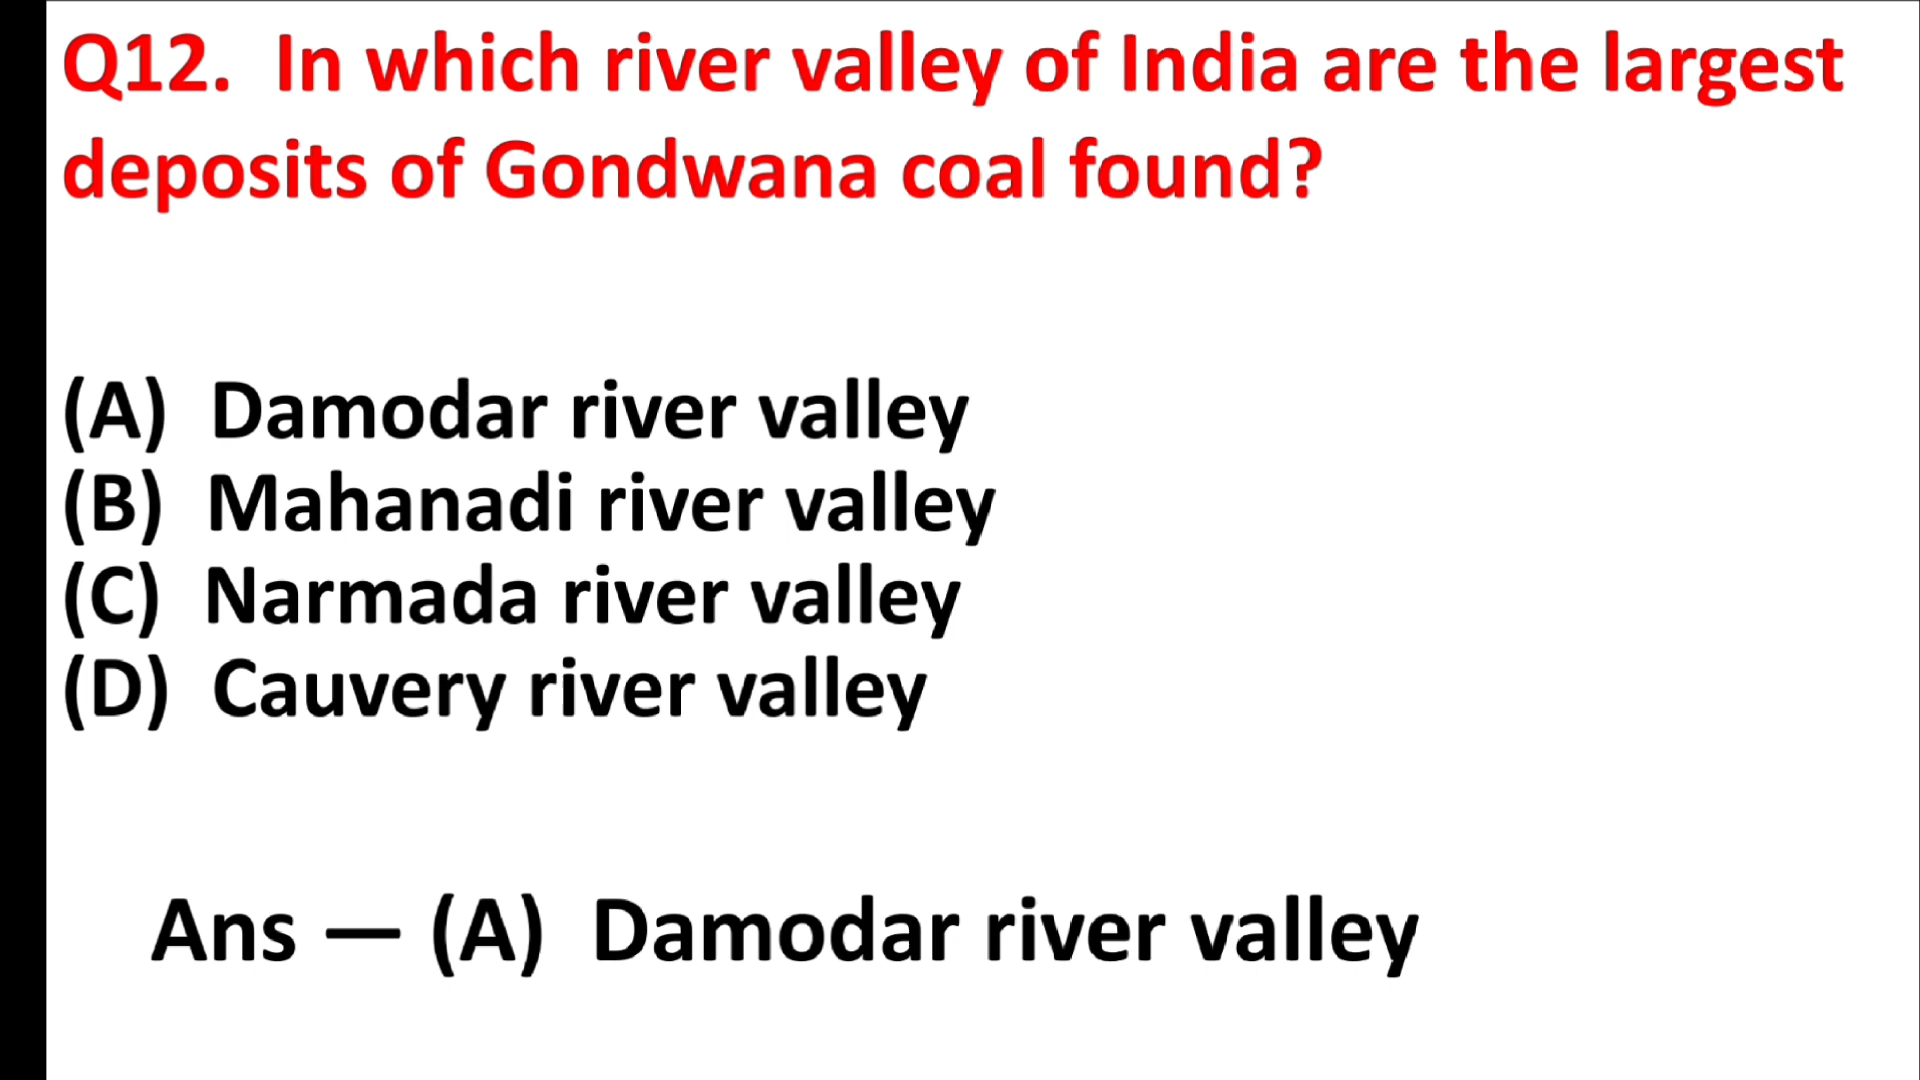 Q12. In which river valley of India are the largest
deposits of Gondwana coal found?
(A) Damodar river valley
(B) Mahanadi river valley
(C) Narmada river valley
(D) Cauvery river valley
Ans — (A) Damodar river valley